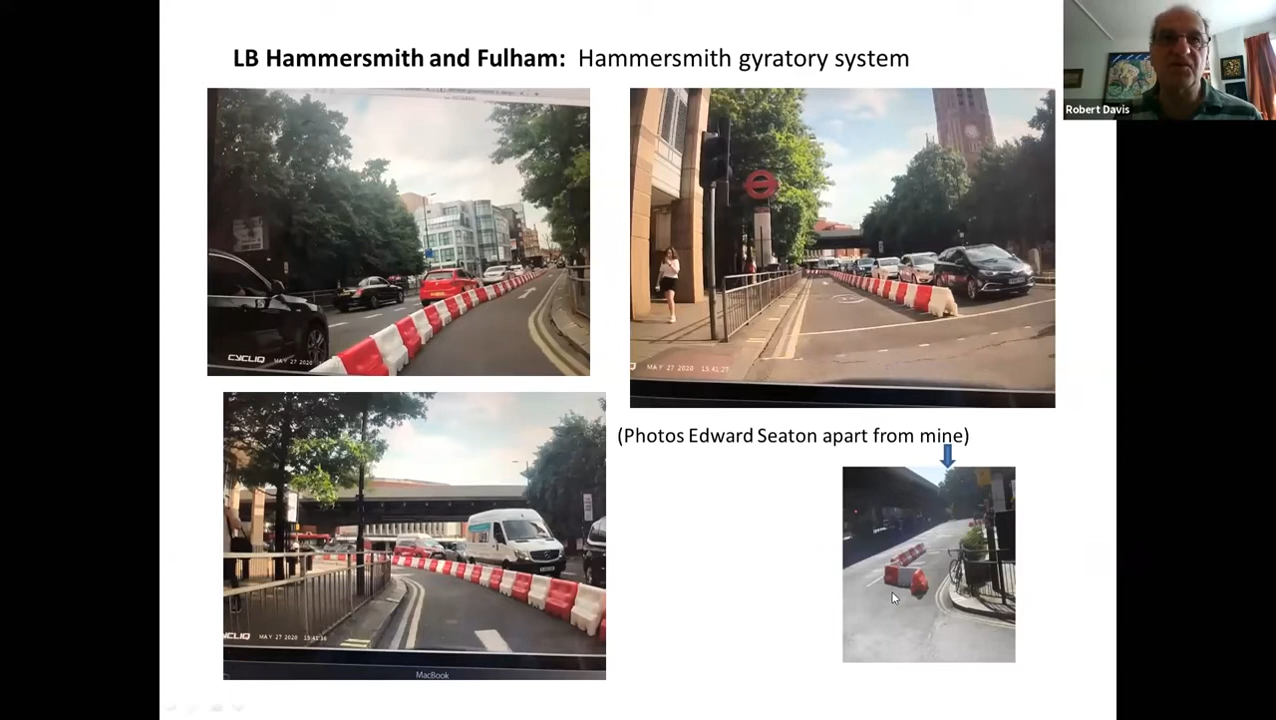 LB Hammersmith and Fulham: Hammersmith gyratory system
Robert Davis
CYCLIQ MAY 27 2020
MAY 27 2020 15:41:27
(Photos Edward Seaton apart from mine)
MAY 27 2020 15:41:36
MacBook